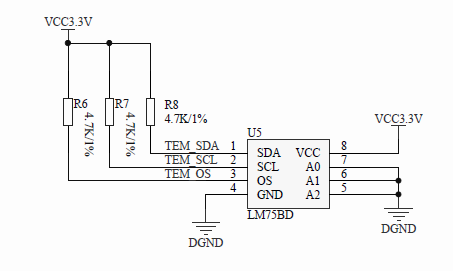 VCC3.3V
R6
4.7K/1%
R7
4.7K/1%
R8
4.7K/1%
VCC3.3V
U5
TEM_SDA 1 SDA VCC 8
TEM_SCL 2 SCL A0 7
TEM_OS 3 OS A1 6
4 GND A2 5
LM75BD
DGND
DGND